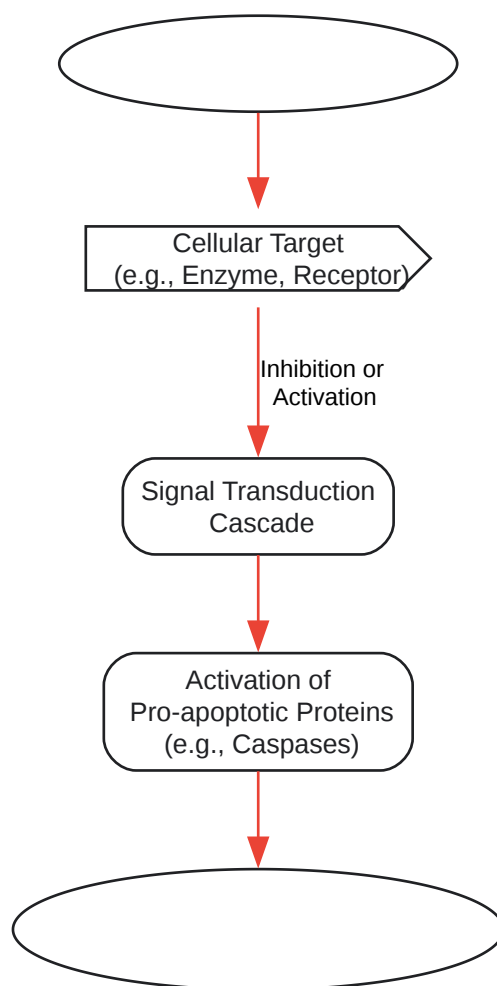 Cellular Target
(e.g., Enzyme, Receptor)
Inhibition or
Activation
Signal Transduction
Cascade
Activation of
Pro-apoptotic Proteins
(e.g., Caspases)